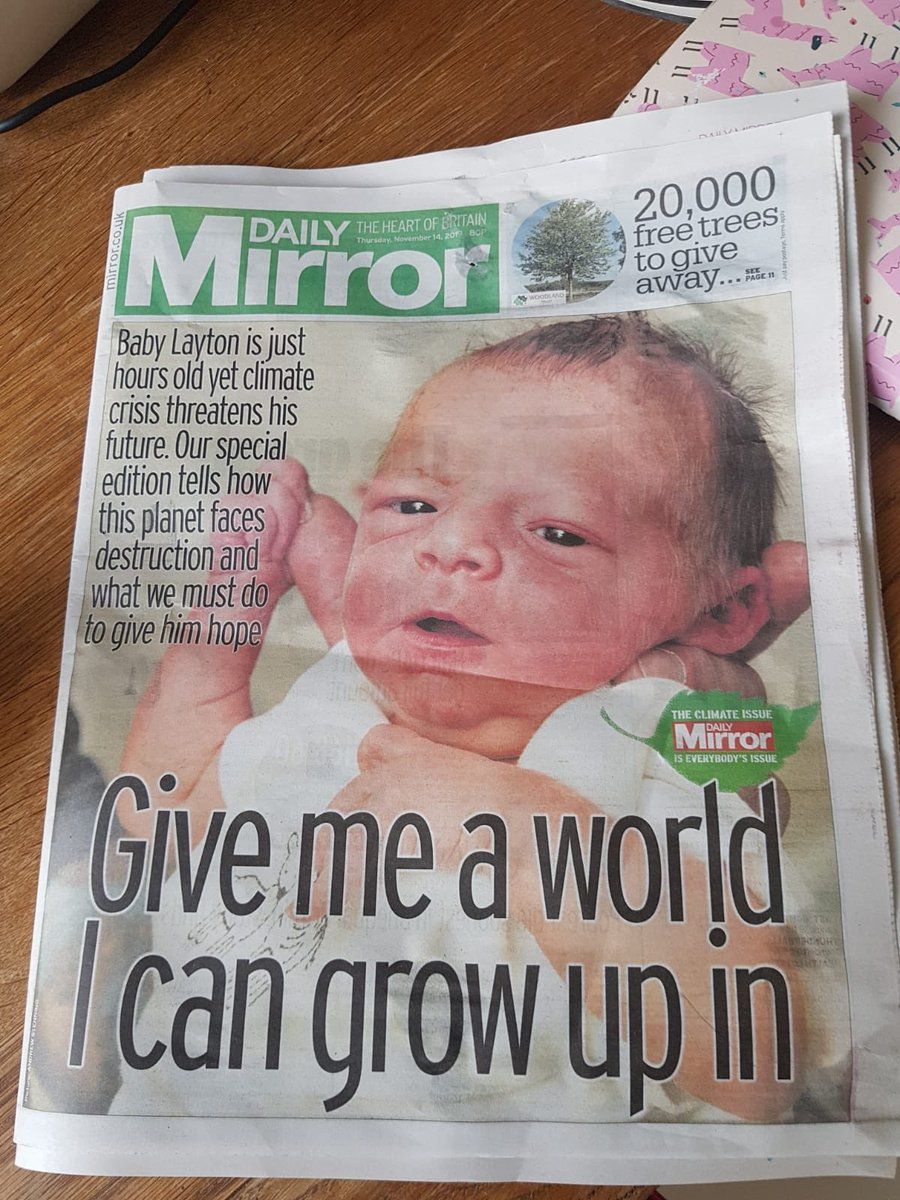 mirror.co.uk
DAILY
Mirror
THE HEART OF BRITAIN
Thursday, November 14, 2019 80P
WOODLAND
TRUST
20,000
free trees
to give
away...
SEE
PAGE 11
Baby Layton is just
hours old yet climate
crisis threatens his
future. Our special
edition tells how
this planet faces
destruction and
what we must do
to give him hope
THE CLIMATE ISSUE
DAILY
Mirror
IS EVERYBODY'S ISSUE
Give me a world
I can grow up in